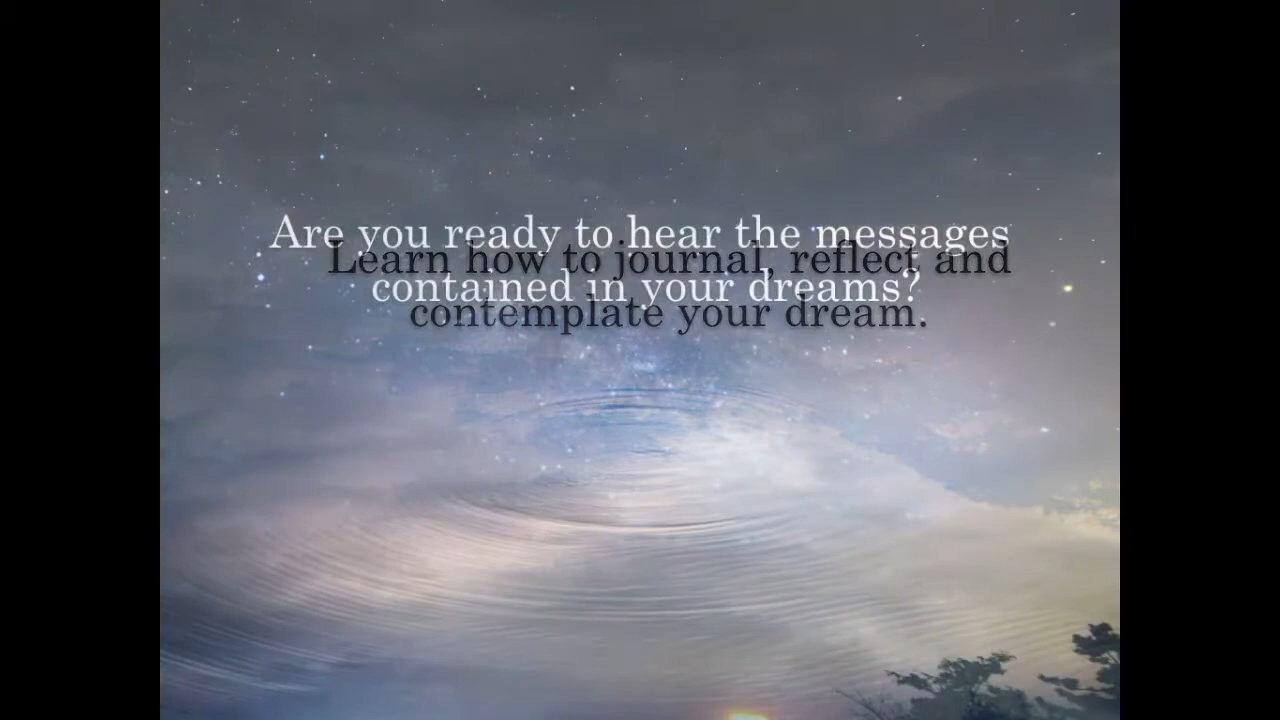 Are you ready to hear the messages
contained in your dreams?
Learn how to journal, reflect and
contemplate your dream.